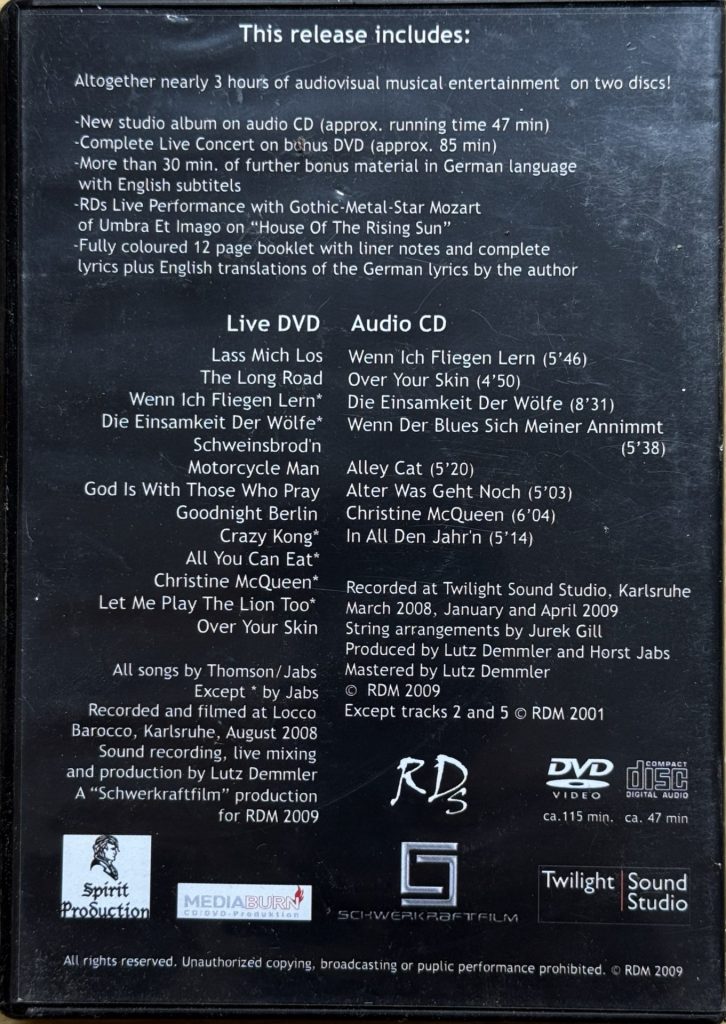 This release includes:
Altogether nearly 3 hours of audiovisual musical entertainment on two discs!
-New studio album on audio CD (approx. running time 47 min)
-Complete Live Concert on bonus DVD (approx. 85 min)
-More than 30 min. of further bonus material in German language
with English subtitels
-RDs Live Performance with Gothic-Metal-Star Mozart
of Umbra Et Imago on “House Of The Rising Sun”
-Fully coloured 12 page booklet with liner notes and complete
lyrics plus English translations of the German lyrics by the author
Live DVD
Lass Mich Los
The Long Road
Wenn Ich Fliegen Lern*
Die Einsamkeit Der Wölfe*
Schweinsbrod'n
Motorcycle Man
God Is With Those Who Pray
Goodnight Berlin
Crazy Kong*
All You Can Eat*
Christine McQueen*
Let Me Play The Lion Too*
Over Your Skin
All songs by Thomson/Jabs
Except * by Jabs
Recorded and filmed at Locco
Barocco, Karlsruhe, August 2008
Sound recording, live mixing
and production by Lutz Demmler
A “Schwerkraftfilm” production
for RDM 2009
Audio CD
Wenn Ich Fliegen Lern (5’46)
Over Your Skin (4’50)
Die Einsamkeit Der Wölfe (8’31)
Wenn Der Blues Sich Meiner Annimmt
(5’38)
Alley Cat (5’20)
Alter Was Geht Noch (5’03)
Christine McQueen (6’04)
In All Den Jahr'n (5’14)
Recorded at Twilight Sound Studio, Karlsruhe
March 2008, January and April 2009
String arrangements by Jurek Gill
Produced by Lutz Demmler and Horst Jabs
Mastered by Lutz Demmler
© RDM 2009
Except tracks 2 and 5 © RDM 2001
RDs
DVD
VIDEO
COMPACT
disc
DIGITAL AUDIO
ca.115 min. ca. 47 min
Spirit
Production
MEDIABURN
CD/DVD-Produktion
SCHWERKRAFTFILM
Twilight Sound
Studio
All rights reserved. Unauthorized copying, broadcasting or puplic performance prohibited. © RDM 2009